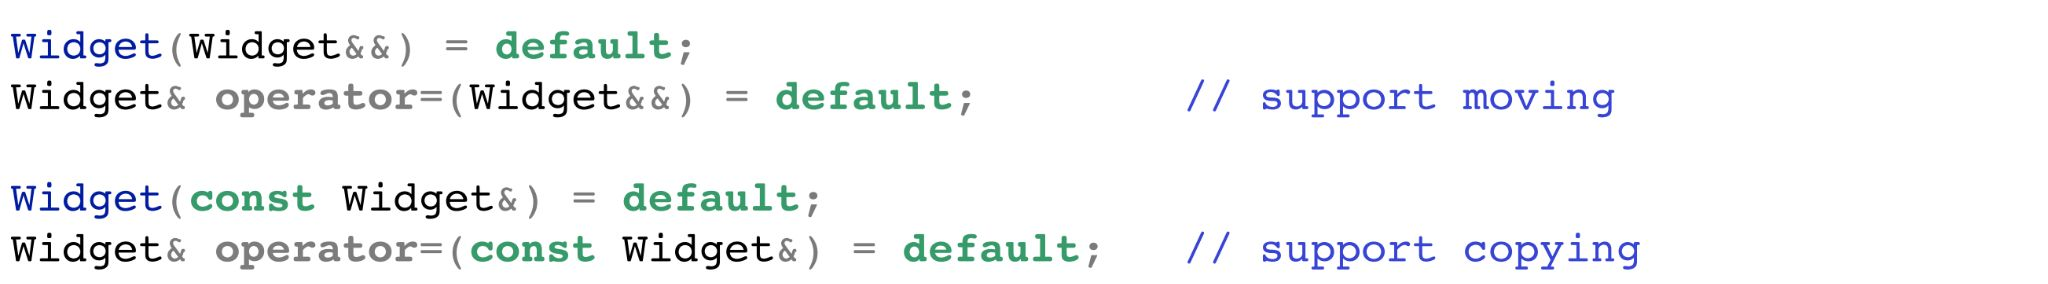 Widget(Widget&&) = default;
Widget& operator=(Widget&&) = default; // support moving
Widget(const Widget&) = default;
Widget& operator=(const Widget&) = default; // support copying